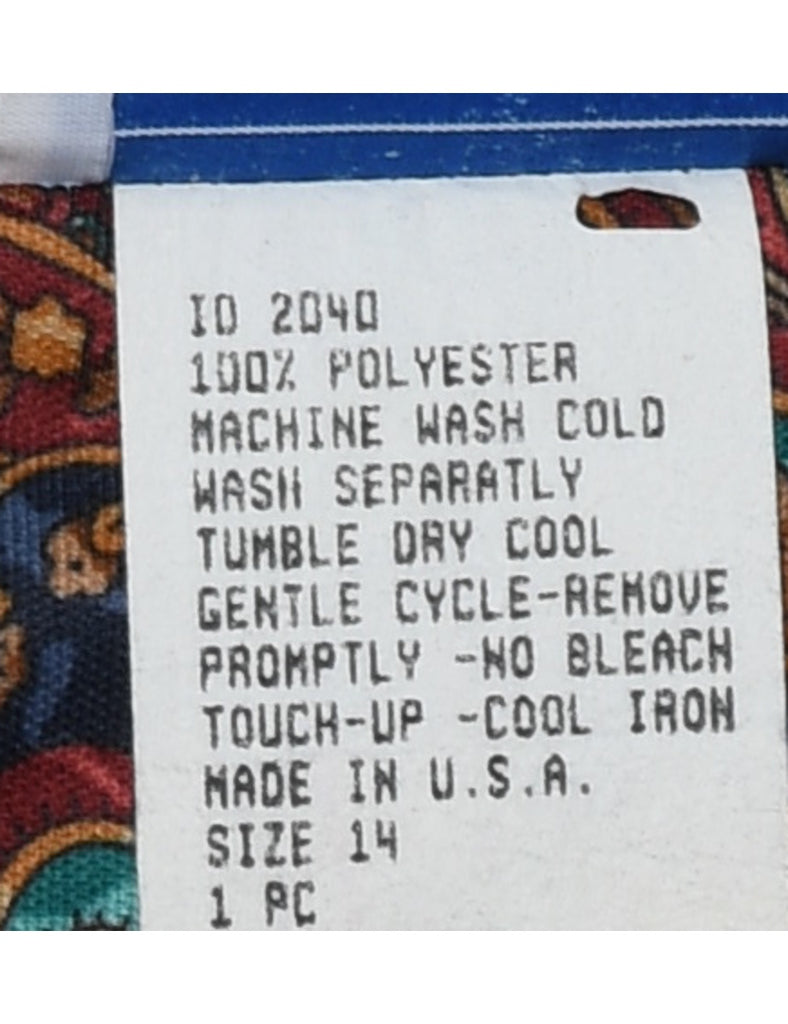 ID 2040
100% POLYESTER
MACHINE WASH COLD
WASH SEPARATLY
TUMBLE DRY COOL
GENTLE CYCLE-REMOVE
PROMPTLY -NO BLEACH
TOUCH-UP -COOL IRON
MADE IN U.S.A.
SIZE 14
1 PC